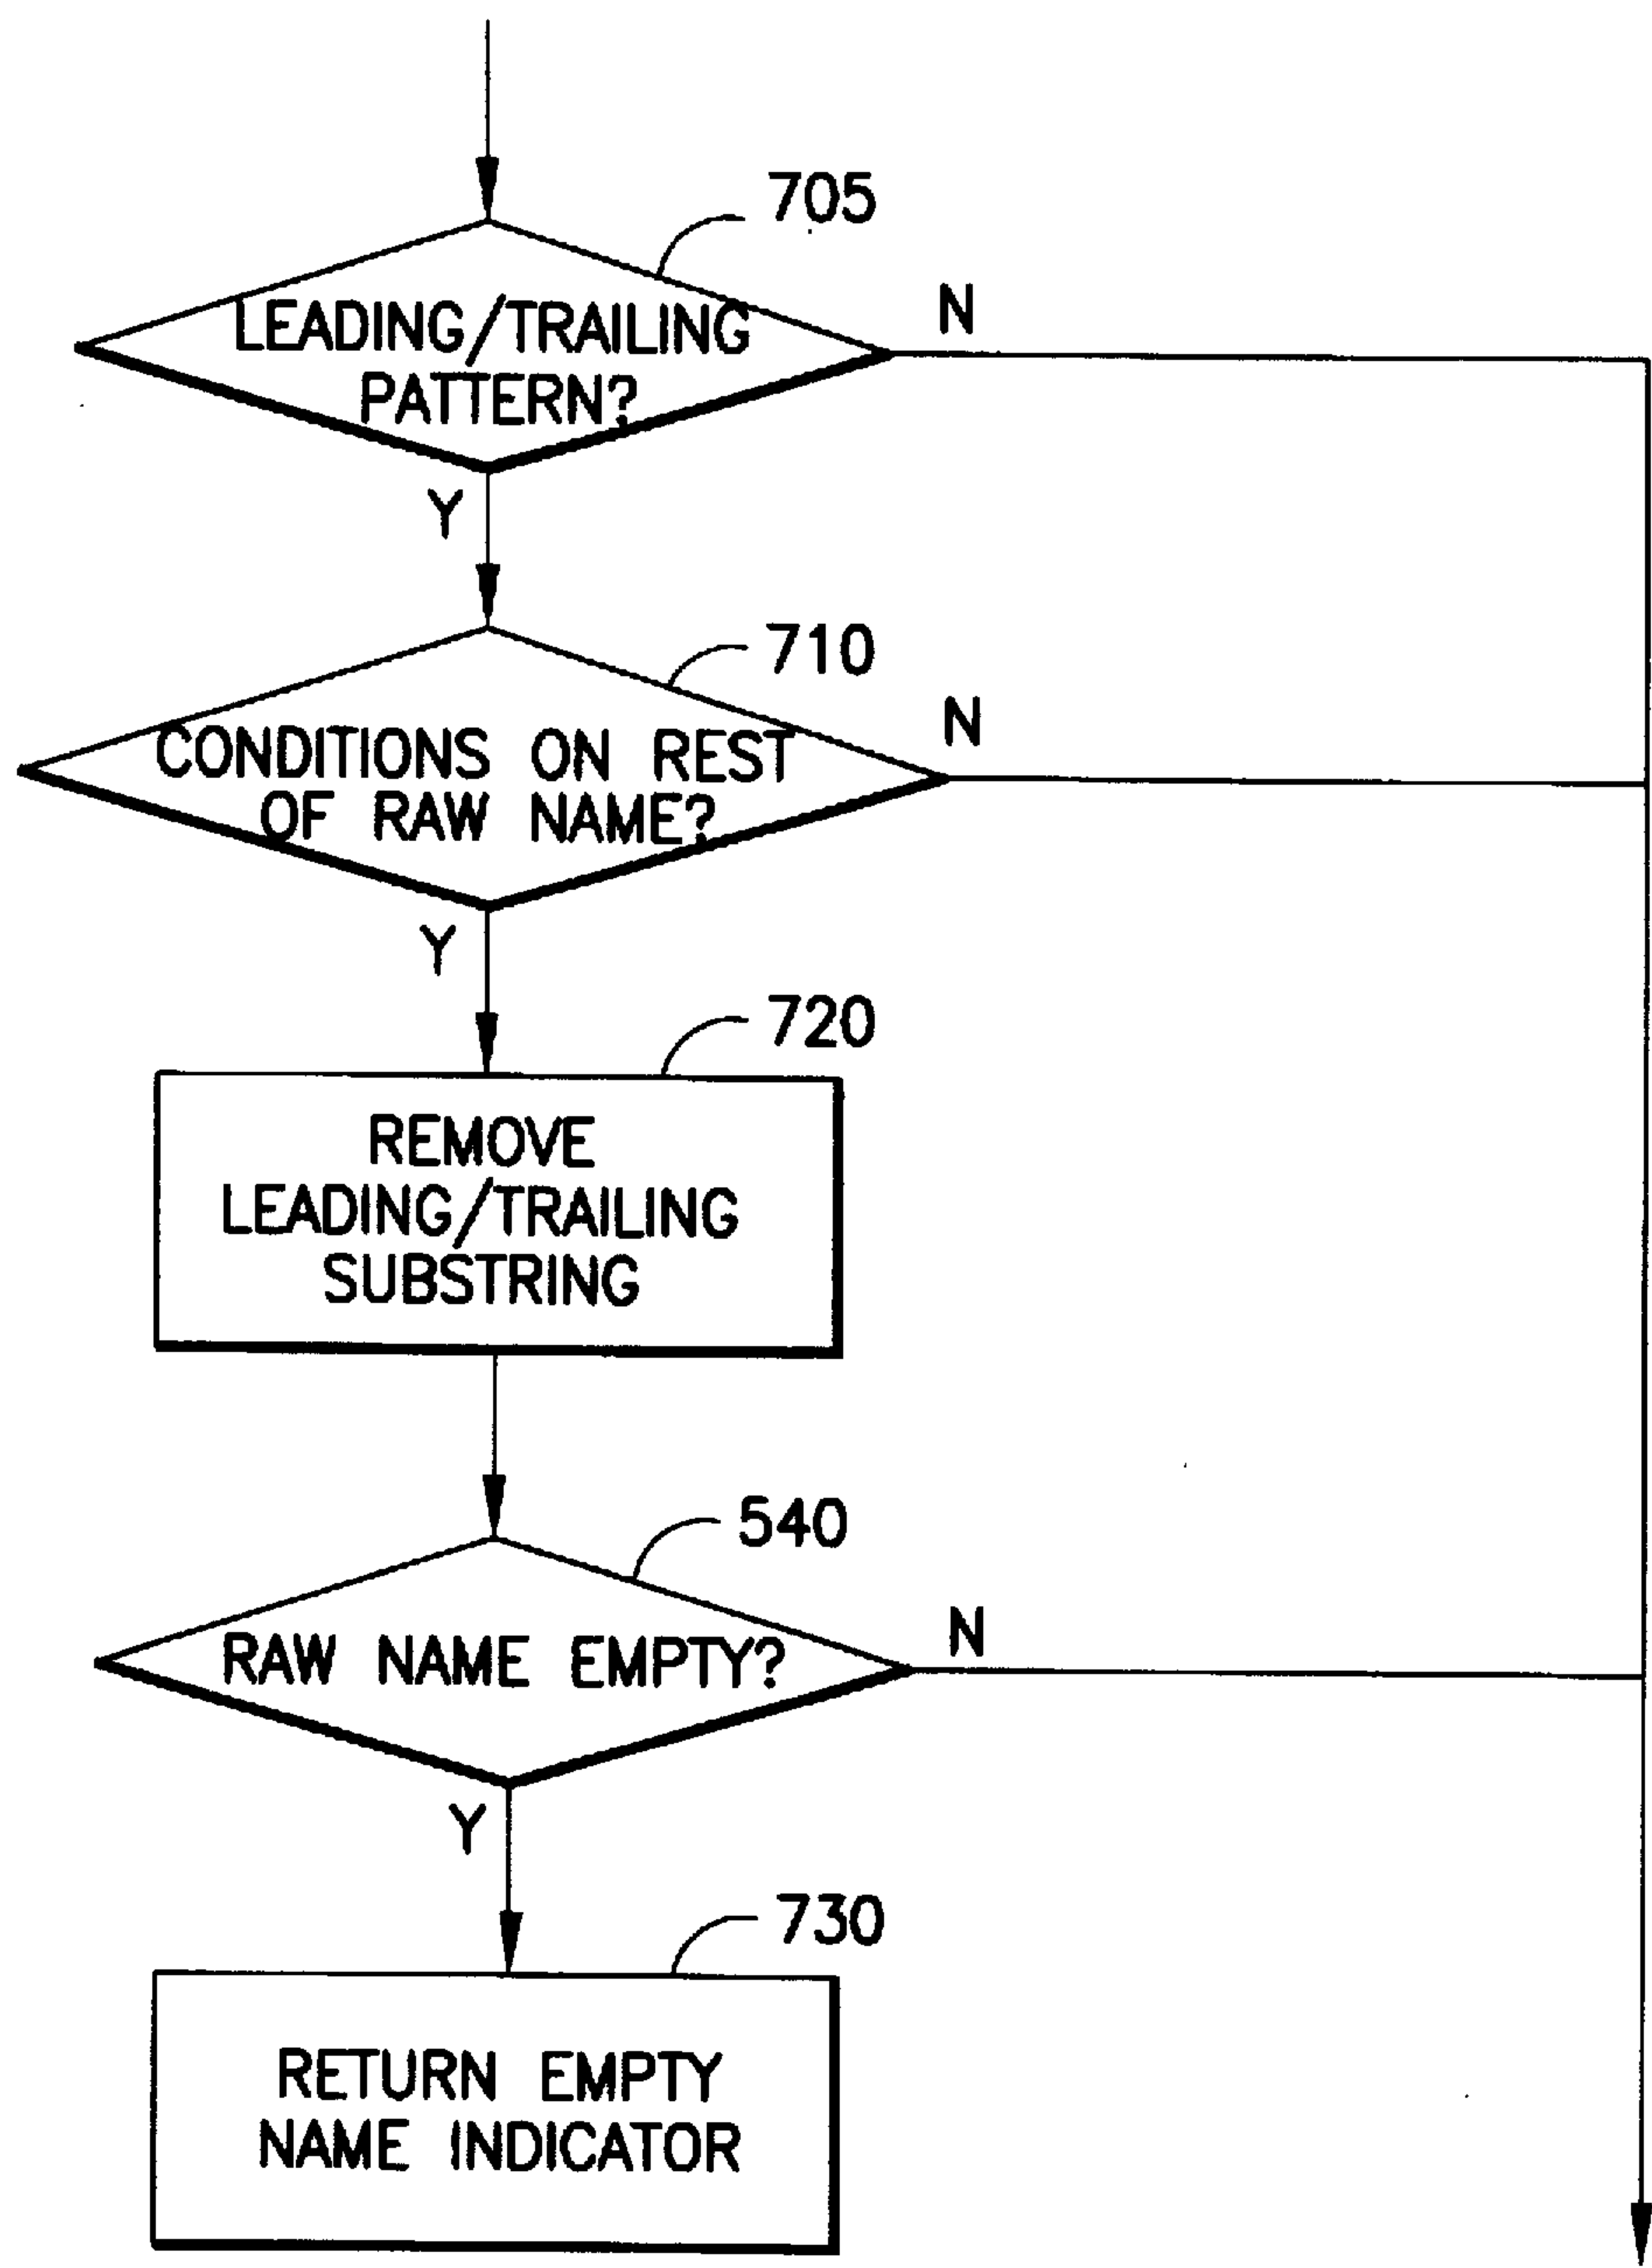 705
LEADING/TRAILING
PATTERN?
N
Y
710
CONDITIONS ON REST
OF RAW NAME?
N
Y
720
REMOVE
LEADING/TRAILING
SUBSTRING
540
RAW NAME EMPTY?
N
Y
730
RETURN EMPTY
NAME INDICATOR